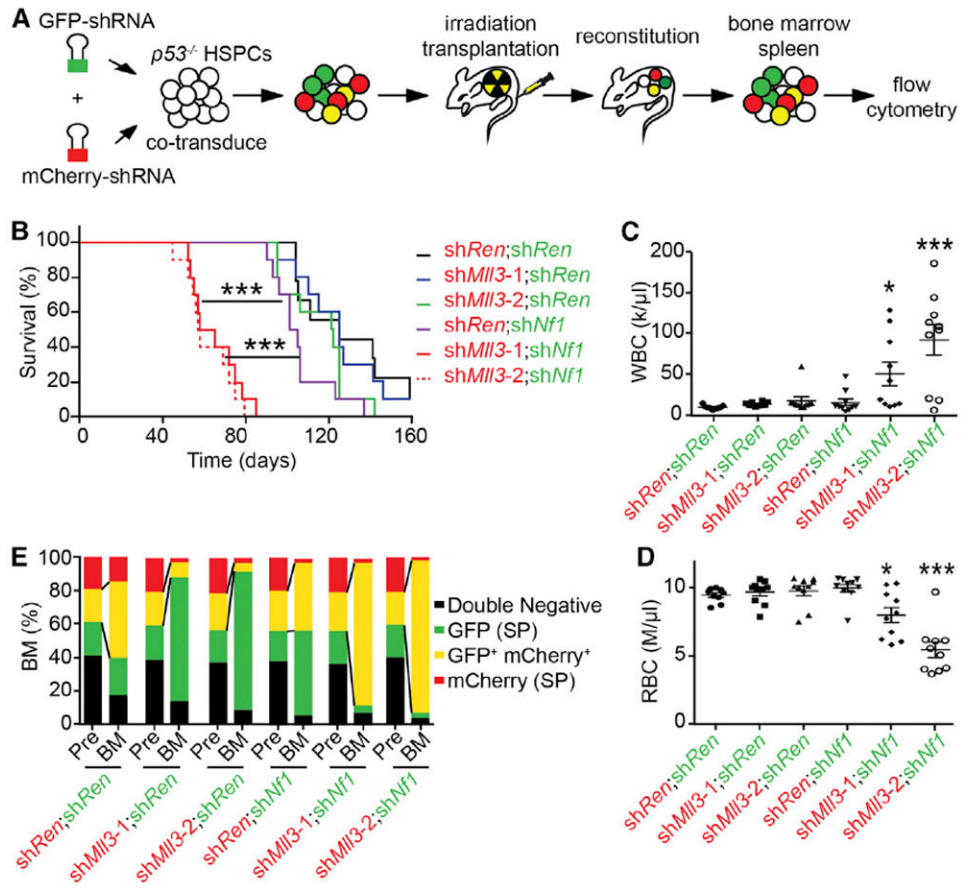 A
GFP-shRNA
+
mCherry-shRNA
p53-/- HSPCs
co-transduce
irradiation
transplantation
reconstitution
bone marrow
spleen
flow
cytometry
B
Survival (%)
100
80
60
40
20
0
0 40 80 120 160
Time (days)
***
***
shRen;shRen
shMll3-1;shRen
shMll3-2;shRen
shRen;shNf1
shMll3-1;shNf1
shMll3-2;shNf1
C
WBC (k/µl)
200
150
100
50
0
*
***
shRen;shRen
shMll3-1;shRen
shMll3-2;shRen
shRen;shNf1
shMll3-1;shNf1
shMll3-2;shNf1
E
BM (%)
100
80
60
40
20
0
Pre BM Pre BM Pre BM Pre BM Pre BM Pre BM
shRen;shRen
shMll3-1;shRen
shMll3-2;shRen
shRen;shNf1
shMll3-1;shNf1
shMll3-2;shNf1
Double Negative
GFP (SP)
GFP+ mCherry+
mCherry (SP)
D
RBC (M/µl)
10
5
0
*
***
shRen;shRen
shMll3-1;shRen
shMll3-2;shRen
shRen;shNf1
shMll3-1;shNf1
shMll3-2;shNf1